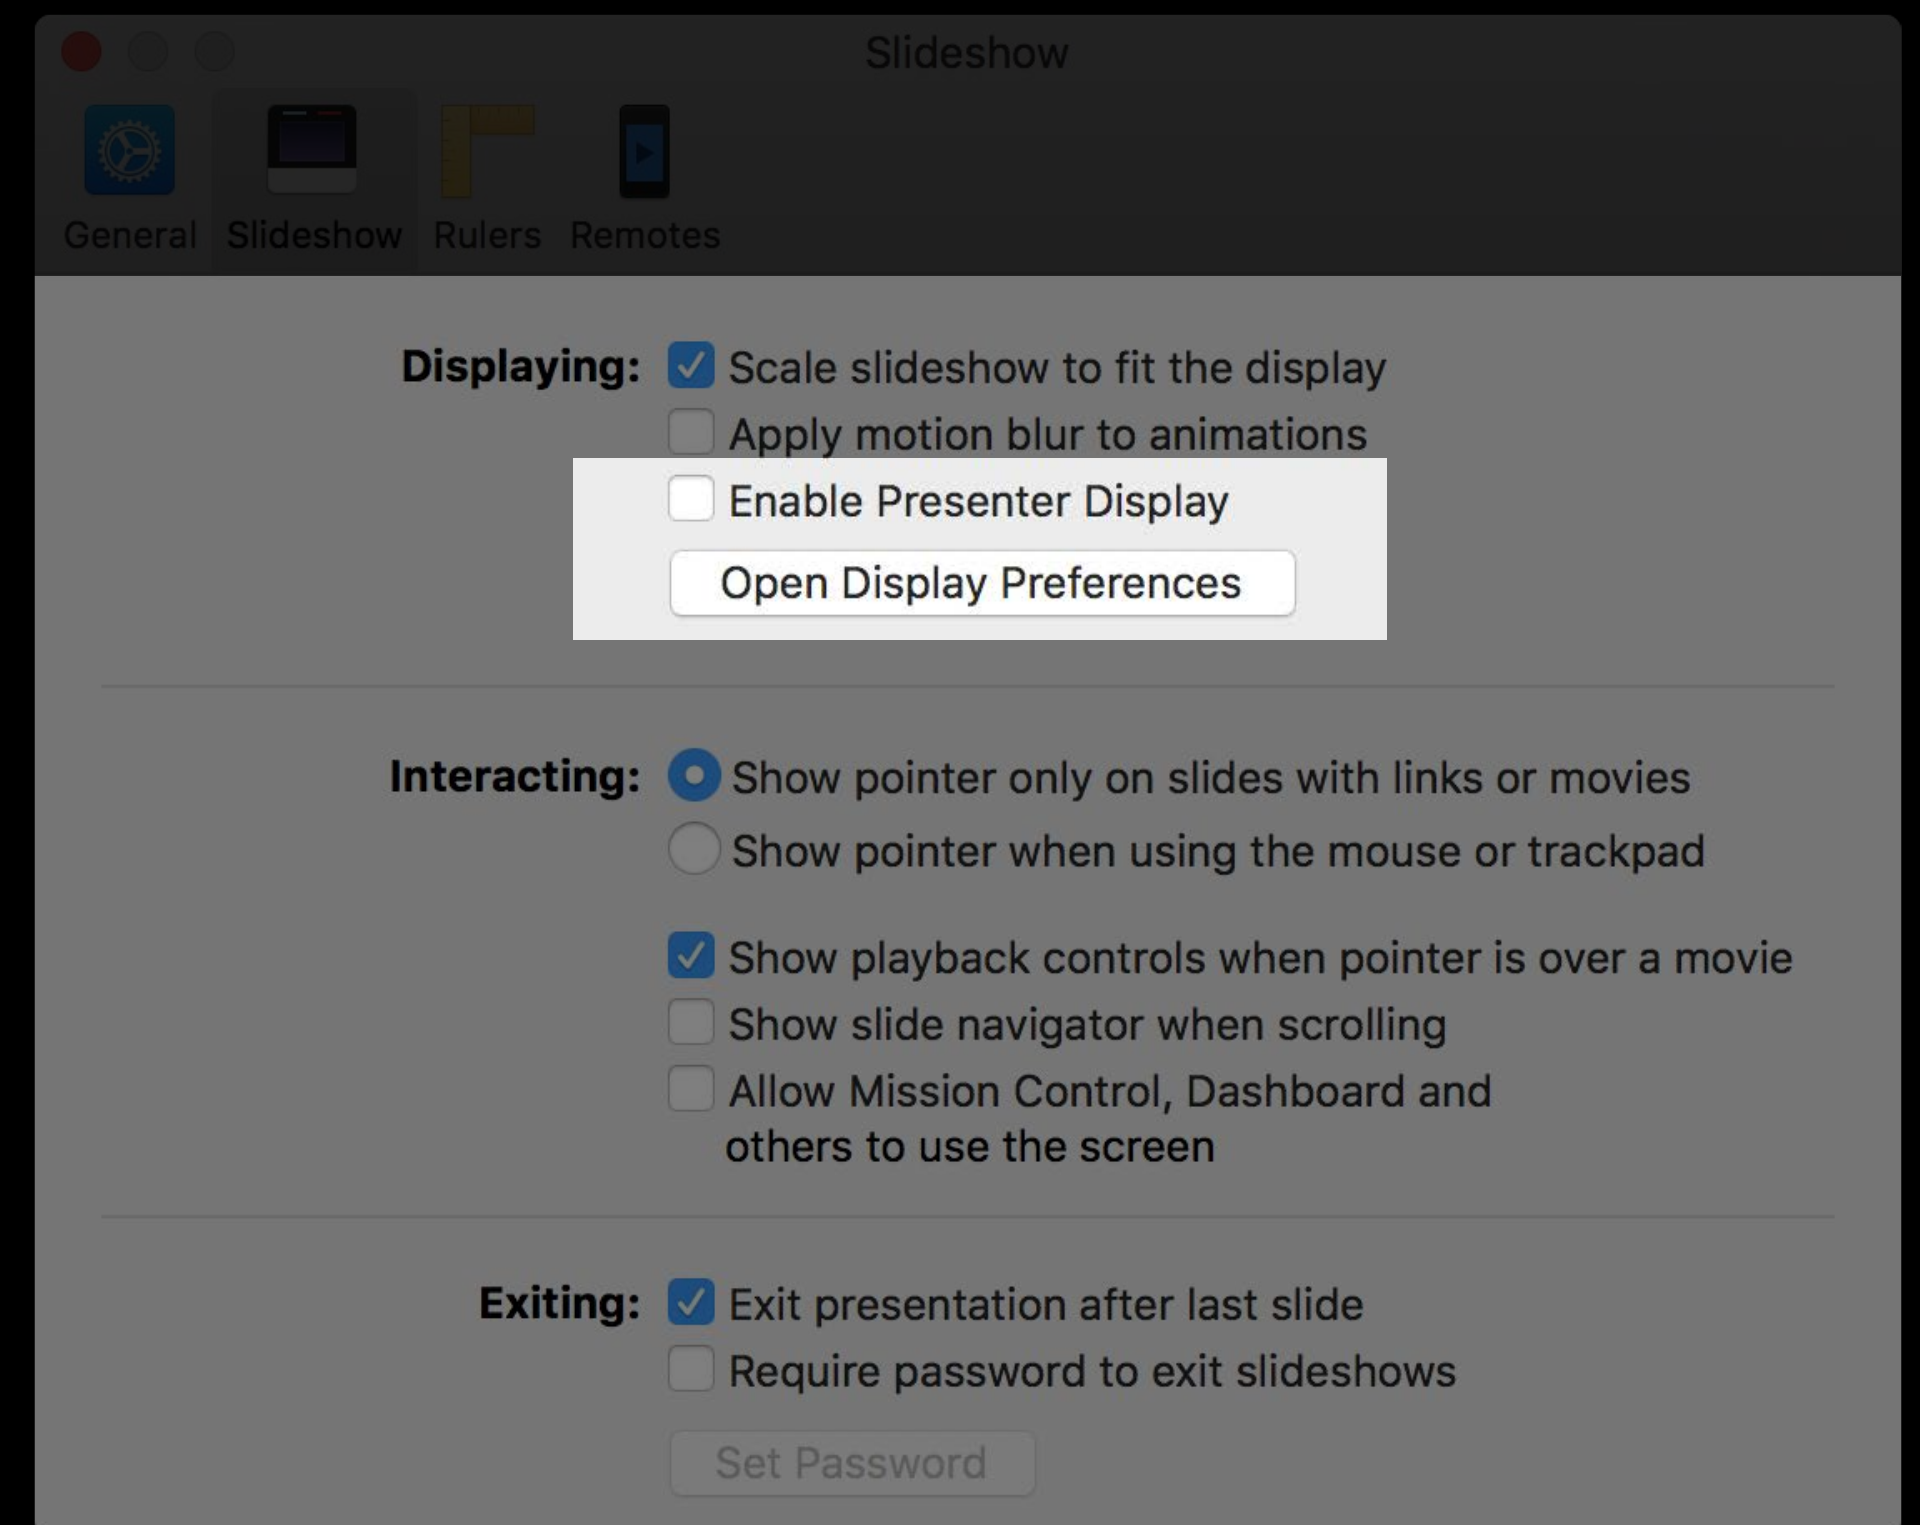 Slideshow
General Slideshow Rulers Remotes
Displaying: Scale slideshow to fit the display
Apply motion blur to animations
Enable Presenter Display
Open Display Preferences
Interacting: Show pointer only on slides with links or movies
Show pointer when using the mouse or trackpad
Show playback controls when pointer is over a movie
Show slide navigator when scrolling
Allow Mission Control, Dashboard and
others to use the screen
Exiting: Exit presentation after last slide
Require password to exit slideshows
Set Password